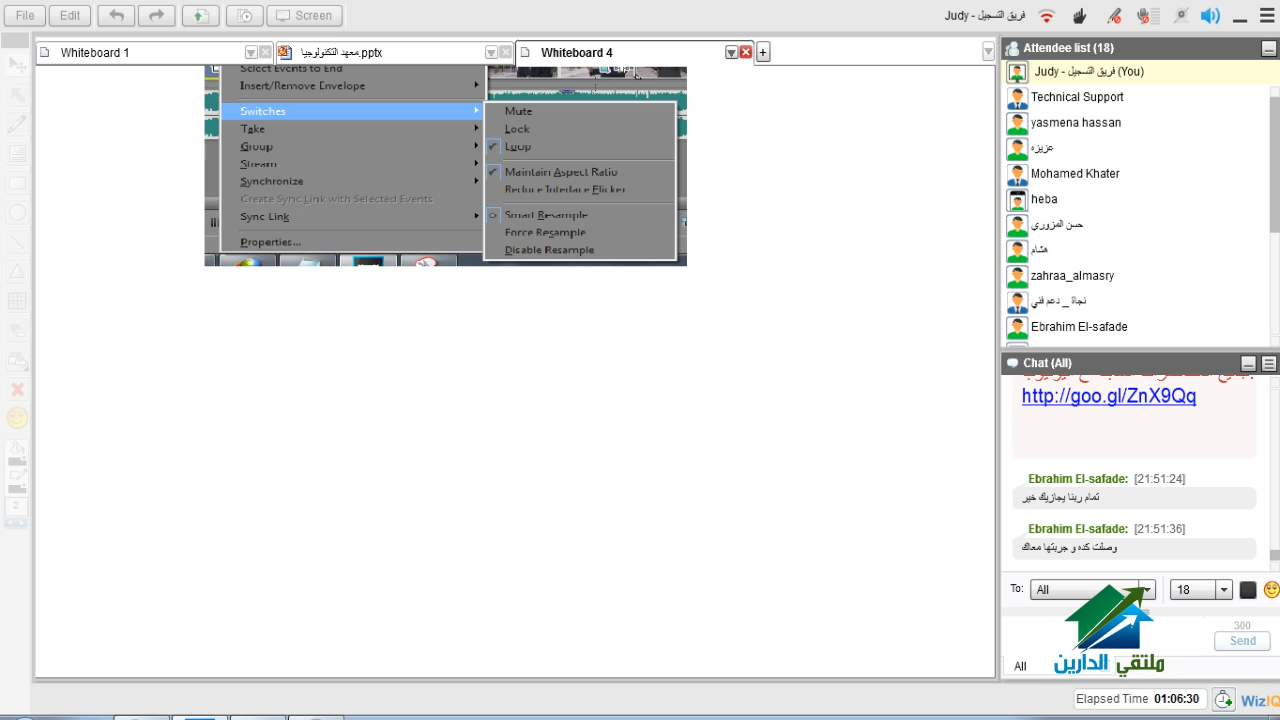 File Edit Screen
فريق التسجيل - Judy
Whiteboard 1
معهد التكنولوجيا.pptx
Whiteboard 4
Select Events to End
Insert/Remove Envelope
Switches
Take
Group
Stream
Synchronize
Create Sync Link with Selected Events
Sync Link
Properties...
Mute
Lock
Loop
Maintain Aspect Ratio
Reduce Interlace Flicker
Smart Resample
Force Resample
Disable Resample
Attendee list (18)
Judy - فريق التسجيل (You)
Technical Support
yasmena hassan
عزيزه
Mohamed Khater
heba
حسن المزوري
هشام
zahraa_almasry
نجاة _ دعم فني
Ebrahim El-safade
Chat (All)
http://goo.gl/ZnX9Qq
Ebrahim El-safade: [21:51:24]
تمام ربنا يجازيك خير
Ebrahim El-safade: [21:51:36]
وصلت كده و جربتها معاك
To: All 18
300
Send
All
ملتقي الدارين
Elapsed Time 01:06:30
WizIQ